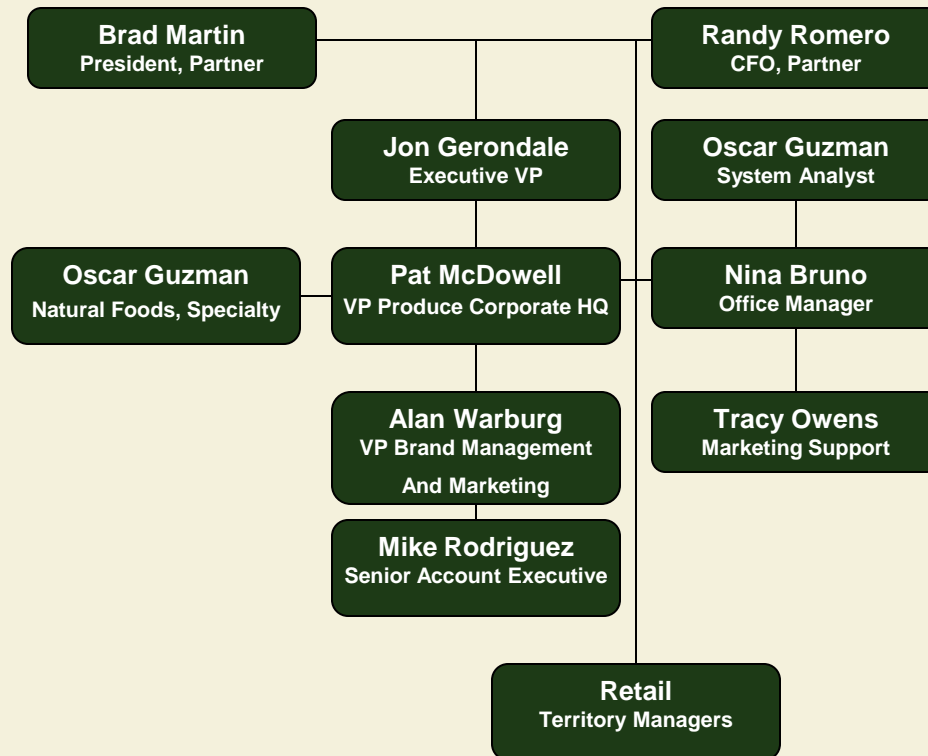 Brad Martin
President, Partner
Randy Romero
CFO, Partner
Jon Gerondale
Executive VP
Oscar Guzman
System Analyst
Oscar Guzman
Natural Foods, Specialty
Pat McDowell
VP Produce Corporate HQ
Nina Bruno
Office Manager
Alan Warburg
VP Brand Management
And Marketing
Tracy Owens
Marketing Support
Mike Rodriguez
Senior Account Executive
Retail
Territory Managers